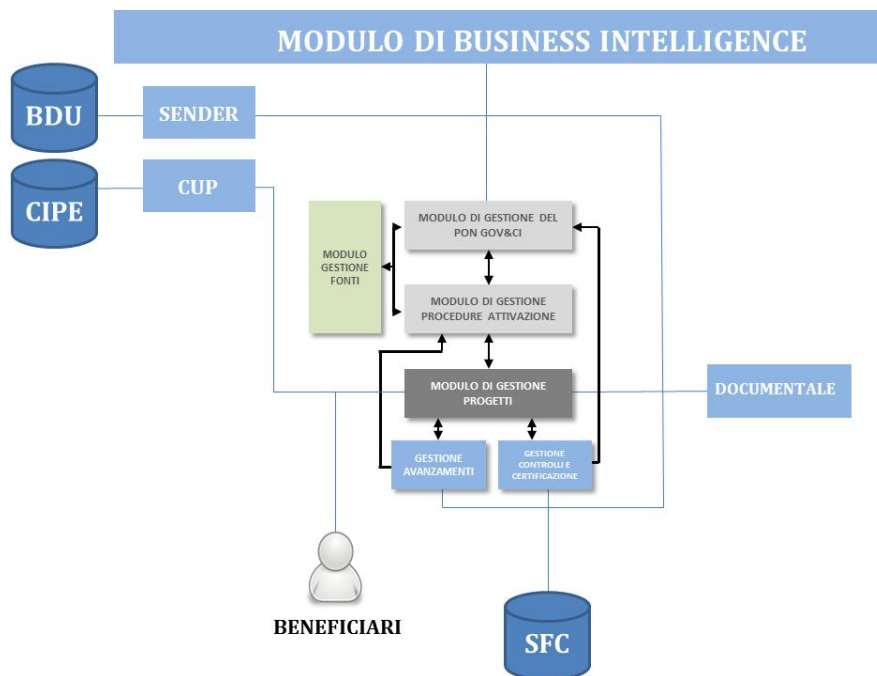 MODULO DI BUSINESS INTELLIGENCE
BDU
SENDER
CIPE
CUP
MODULO
GESTIONE
FONTI
MODULO DI GESTIONE DEL
PON GOV&CI
MODULO DI GESTIONE
PROCEDURE ATTIVAZIONE
MODULO DI GESTIONE
PROGETTI
DOCUMENTALE
GESTIONE
AVANZAMENTI
GESTIONE
CONTROLLI E
CERTIFICAZIONE
BENEFICIARI
SFC